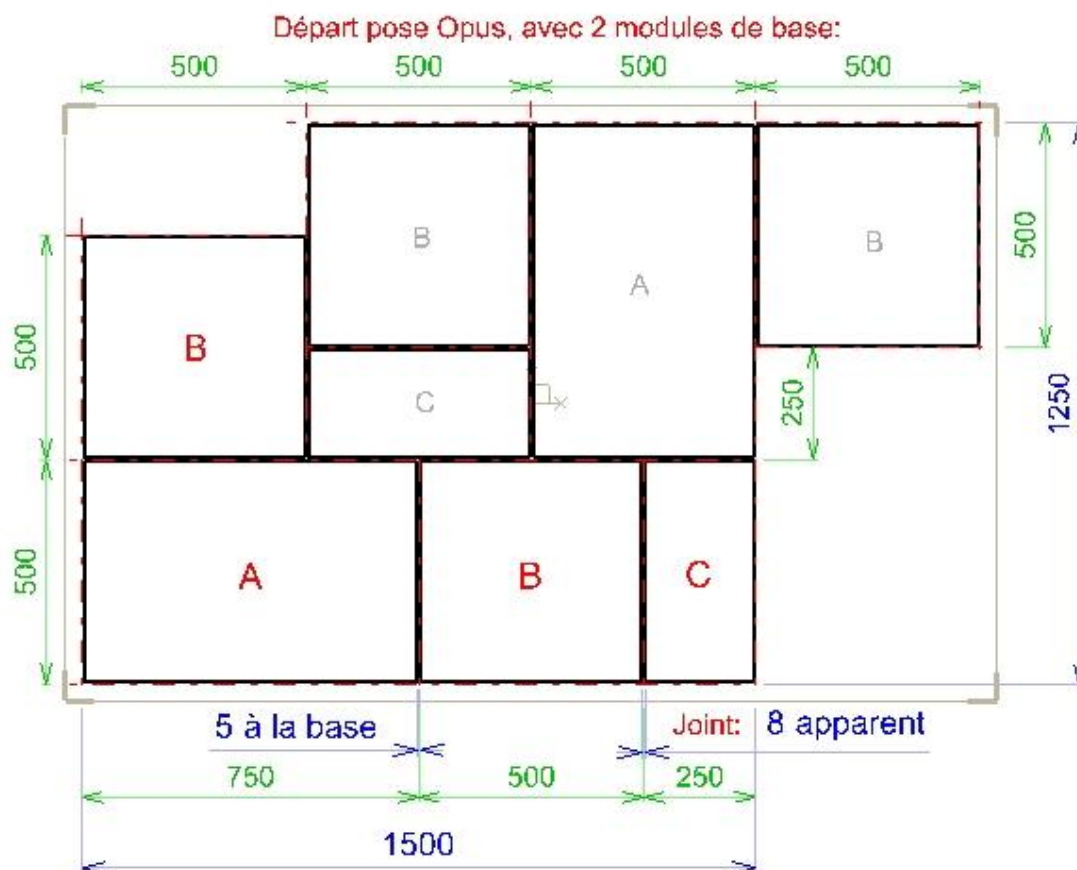 Départ pose Opus, avec 2 modules de base:
500 500 500 500
B B
500
A
B
500
C
250
1250
500
A B C
5 à la base Joint: 8 apparent
750 500 250
1500